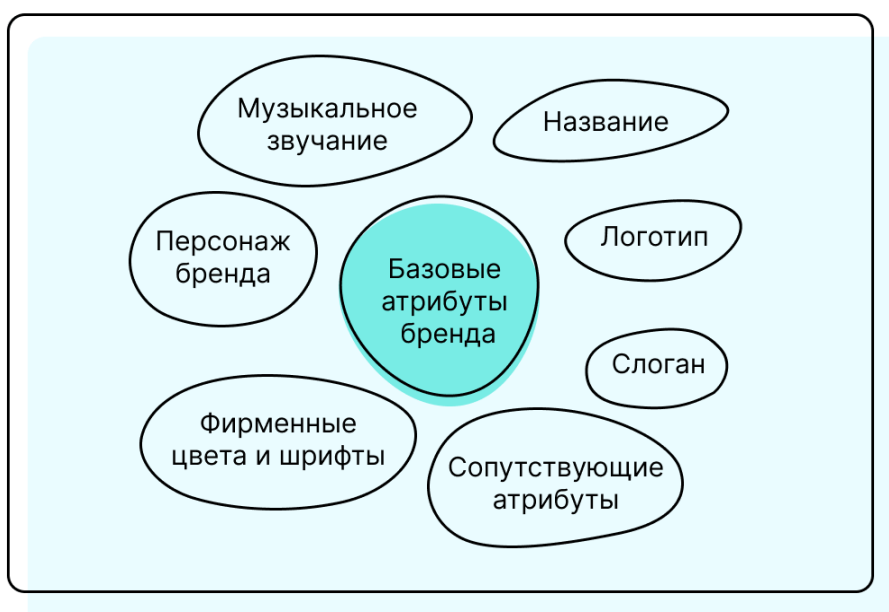 Музыкальное
звучание
Название
Персонаж
бренда
Базовые
атрибуты
бренда
Логотип
Слоган
Фирменные
цвета и шрифты
Сопутствующие
атрибуты